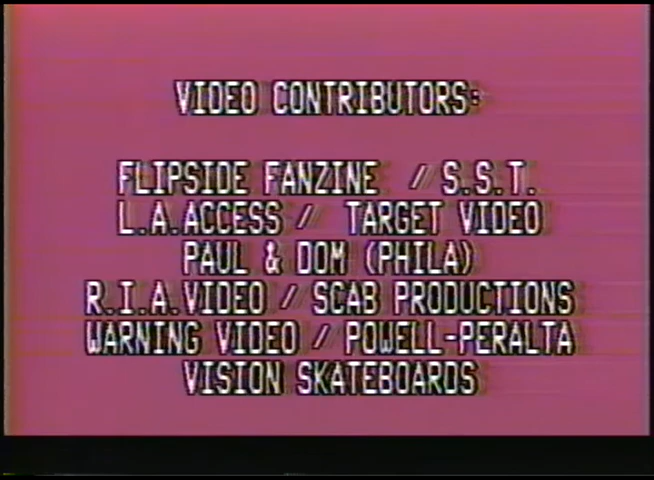 VIDEO CONTRIBUTORS:
FLIPSIDE FANZINE / S.S.T.
L.A.ACCESS / TARGET VIDEO
PAUL & DOM (PHILA)
R.I.A.VIDEO / SCAB PRODUCTIONS
WARNING VIDEO / POWELL-PERALTA
VISION SKATEBOARDS